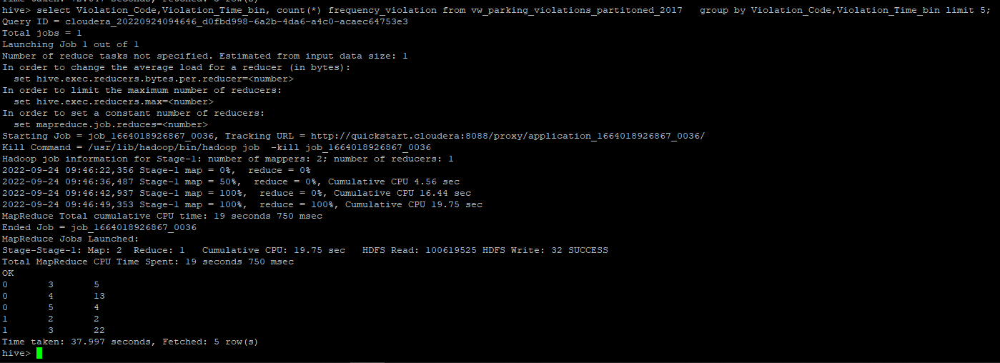 hive> select Violation_Code,Violation_Time_bin, count(*) frequency_violation from vw_parking_violations_partitoned_2017   group by Violation_Code,Violation_Time_bin limit 5;
Query ID = cloudera_20220924094646_d0fbd998-6a2b-4da6-a4c0-acaec64753e3
Total jobs = 1
Launching Job 1 out of 1
Number of reduce tasks not specified. Estimated from input data size: 1
In order to change the average load for a reducer (in bytes):
  set hive.exec.reducers.bytes.per.reducer=<number>
In order to limit the maximum number of reducers:
  set hive.exec.reducers.max=<number>
In order to set a constant number of reducers:
  set mapreduce.job.reduces=<number>
Starting Job = job_1664018926867_0036, Tracking URL = http://quickstart.cloudera:8088/proxy/application_1664018926867_0036/
Kill Command = /usr/lib/hadoop/bin/hadoop job  -kill job_1664018926867_0036
Hadoop job information for Stage-1: number of mappers: 2; number of reducers: 1
2022-09-24 09:46:22,356 Stage-1 map = 0%,  reduce = 0%
2022-09-24 09:46:36,487 Stage-1 map = 50%,  reduce = 0%, Cumulative CPU 4.56 sec
2022-09-24 09:46:42,937 Stage-1 map = 100%,  reduce = 0%, Cumulative CPU 16.44 sec
2022-09-24 09:46:49,353 Stage-1 map = 100%,  reduce = 100%, Cumulative CPU 19.75 sec
MapReduce Total cumulative CPU time: 19 seconds 750 msec
Ended Job = job_1664018926867_0036
MapReduce Jobs Launched:
Stage-Stage-1: Map: 2  Reduce: 1   Cumulative CPU: 19.75 sec   HDFS Read: 100619525 HDFS Write: 32 SUCCESS
Total MapReduce CPU Time Spent: 19 seconds 750 msec
OK
0       3       5
0       4       13
0       5       4
1       2       2
1       3       22
Time taken: 37.997 seconds, Fetched: 5 row(s)
hive>